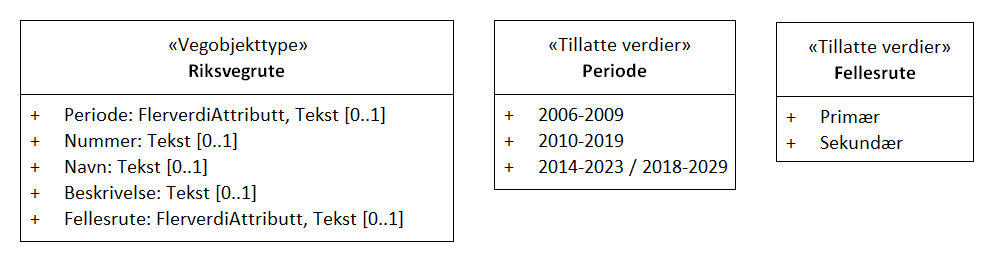 «Vegobjekttype»
Riksvegrute
+ Periode: FlerverdiAttributt, Tekst [0..1]
+ Nummer: Tekst [0..1]
+ Navn: Tekst [0..1]
+ Beskrivelse: Tekst [0..1]
+ Fellesrute: FlerverdiAttributt, Tekst [0..1]
«Tillatte verdier»
Periode
+ 2006-2009
+ 2010-2019
+ 2014-2023 / 2018-2029
«Tillatte verdier»
Fellesrute
+ Primær
+ Sekundær